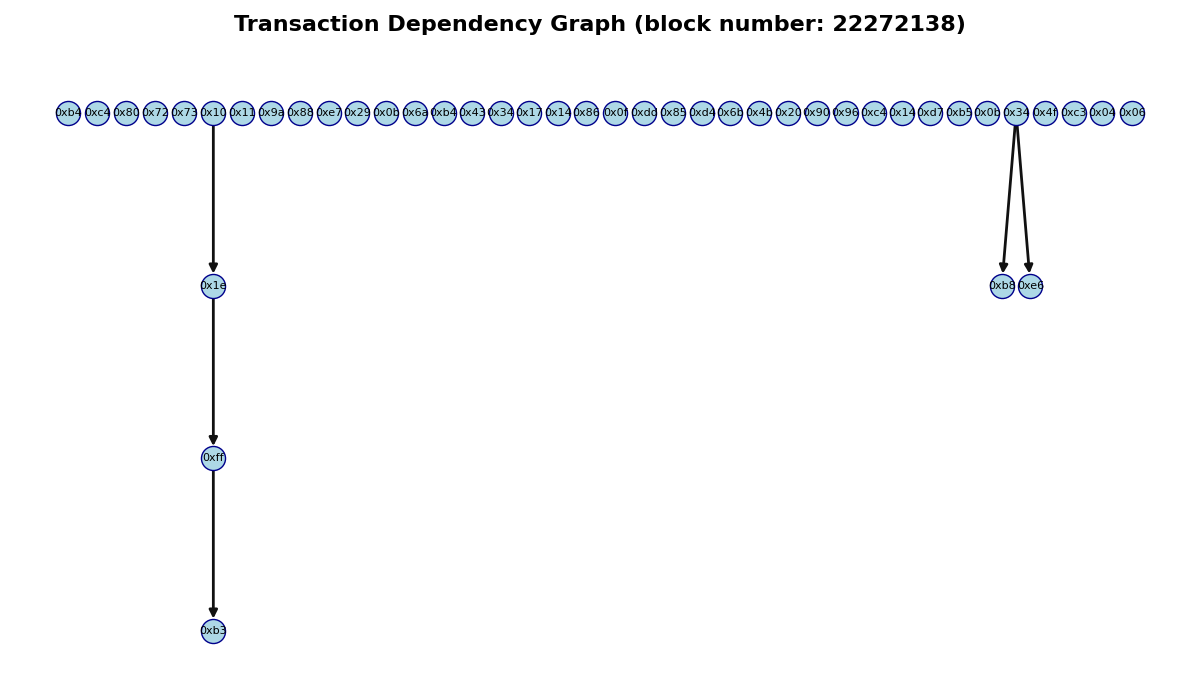 Transaction Dependency Graph (block number: 22272138)
0xb4 0xc4 0x80 0x72 0x73 0x10 0x11 0x9a 0x88 0xe7 0x29 0x0b 0x6a 0xb4 0x43 0x34 0x17 0x14 0x86 0x0f 0xdc 0x85 0xd4 0x6b 0x4b 0x20 0x90 0x96 0xc4 0x14 0xd7 0xb5 0x0b 0x34 0x4f 0xc3 0x04 0x06
0x1e 0xb8 0xe6
0xff
0xb3